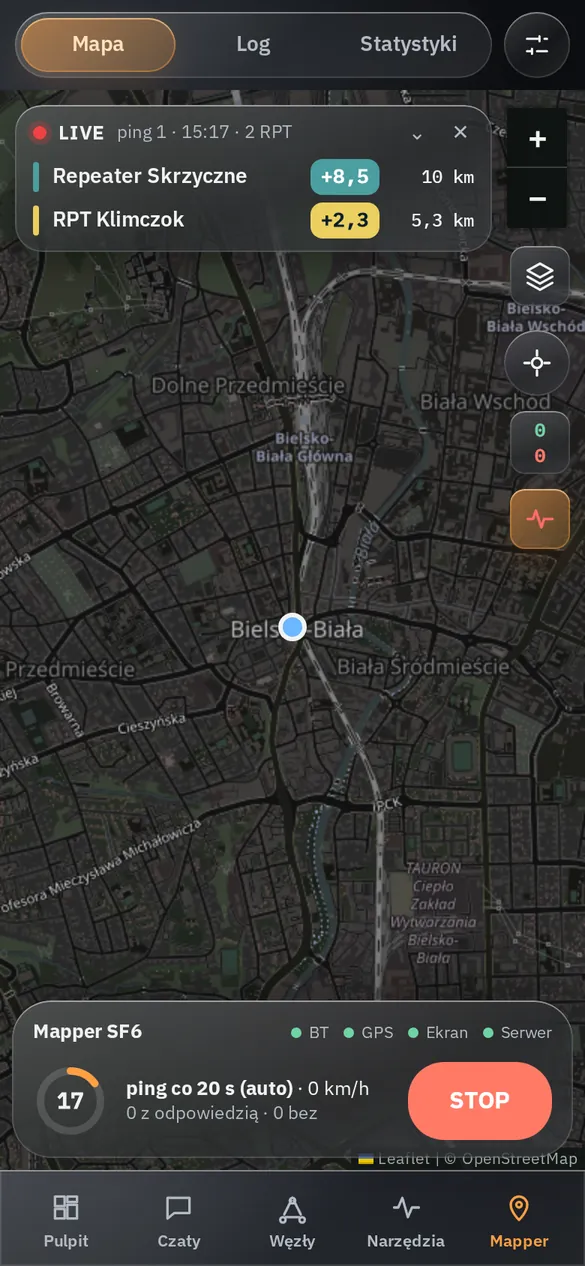 Mapa
Log
Statystyki
LIVE ping 1 · 15:17 · 2 RPT
Repeater Skrzyczne +8,5 10 km
RPT Klimczok +2,3 5,3 km
+
−
Bielsko-
Biała Wschód
Dolne Przedmieście
Biała Wschód
Bielsko-
Biała Główna
0
0
Biała
Bielsko-Biała
Przedmieście
Biała Śródmieście
Browarna
Cieszyńska
PCK
ofesora Mieczysława Michałowicza
TAURON
Ciepło
Zakład
Wytwarzania
Bielsko-
Biała
Mapper SF6
BT
GPS
Ekran
Serwer
17
ping co 20 s (auto) · 0 km/h
0 z odpowiedzią · 0 bez
STOP
Leaflet | © OpenStreetMap
Pulpit
Czaty
Węzły
Narzędzia
Mapper